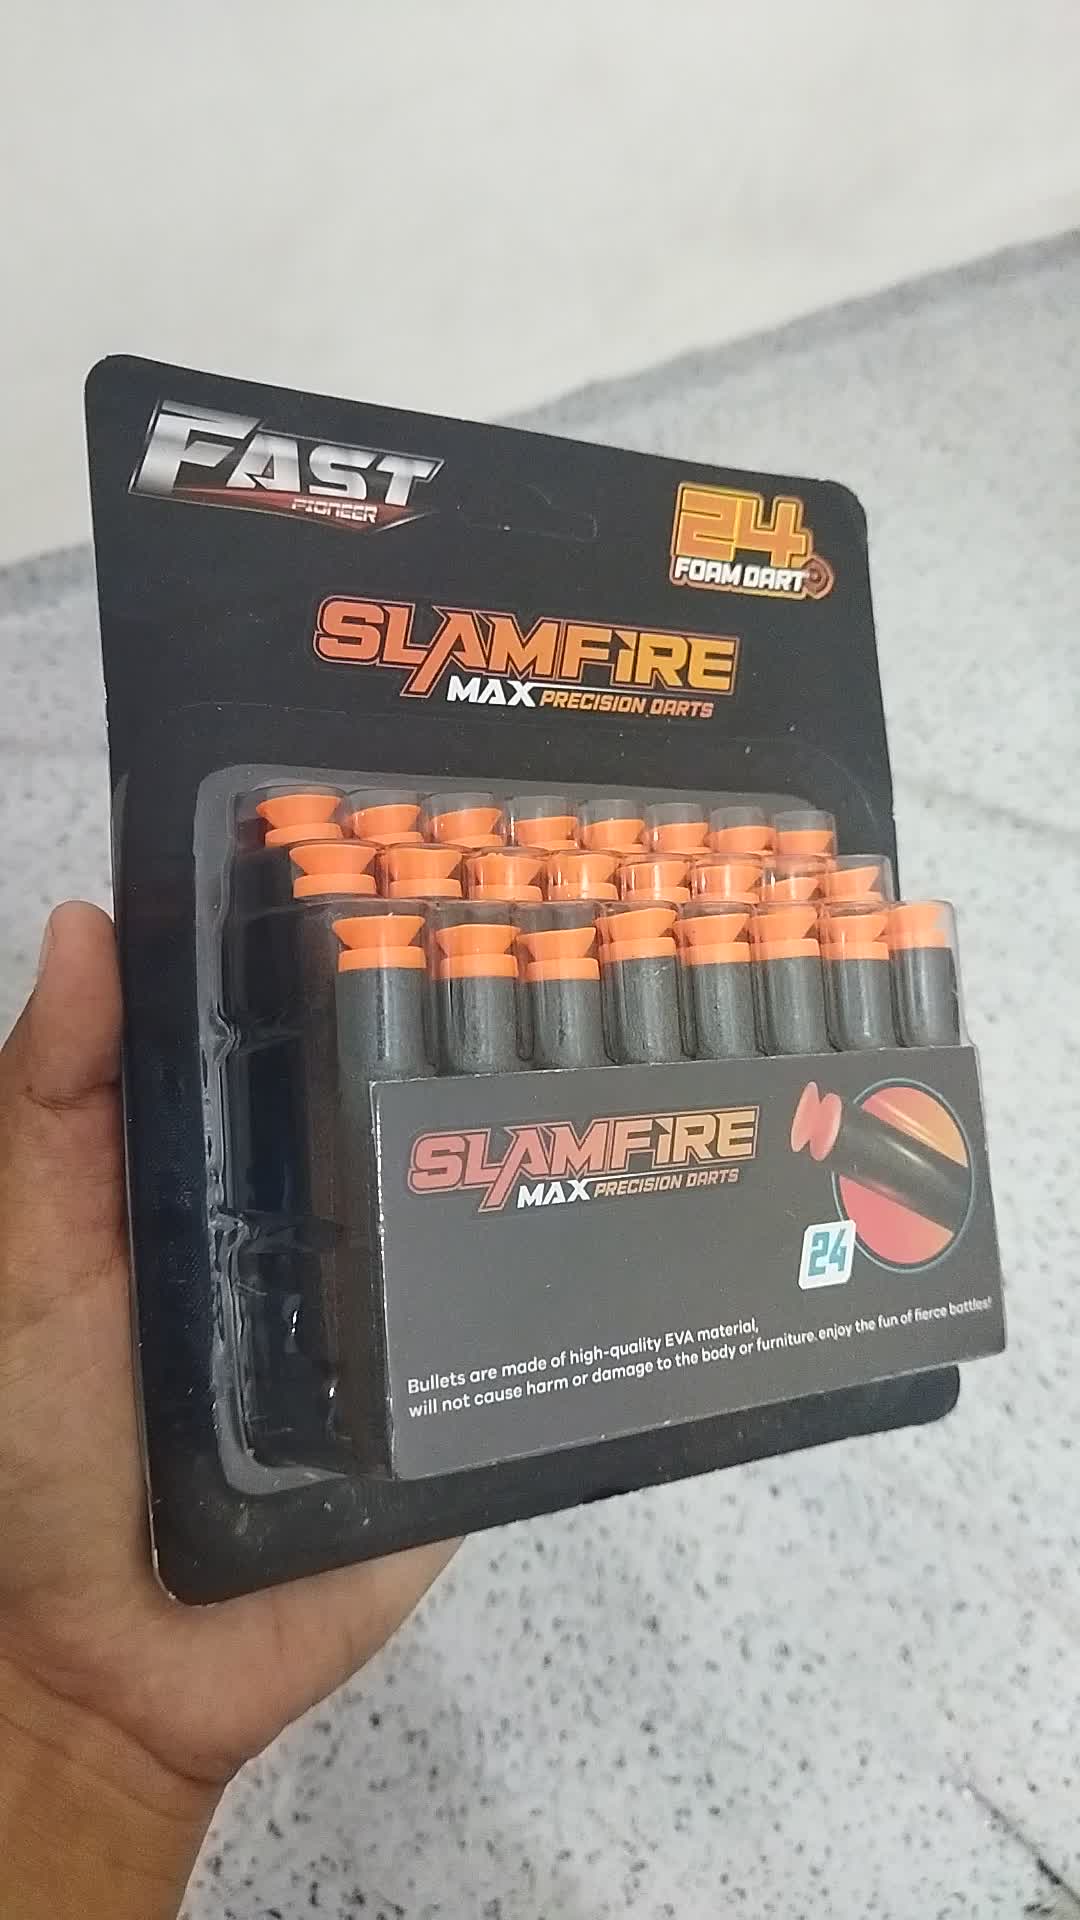 FAST
PIONEER
24
FOAM DART
SLAMFIRE
MAX PRECISION DARTS
SLAMFIRE
MAX PRECISION DARTS
24
Bullets are made of high-quality EVA material,
will not cause harm or damage to the body or furniture. enjoy the fun of fierce battles!